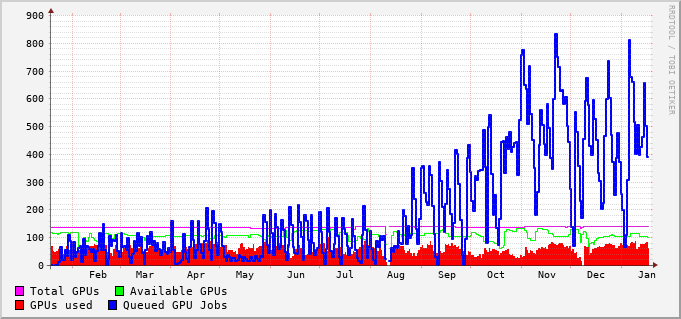 900
800
700
600
500
400
300
200
100
0
Feb Mar Apr May Jun Jul Aug Sep Oct Nov Dec Jan
Total GPUs Available GPUs
GPUs used Queued GPU Jobs
RRDTOOL / TOBI OETIKER